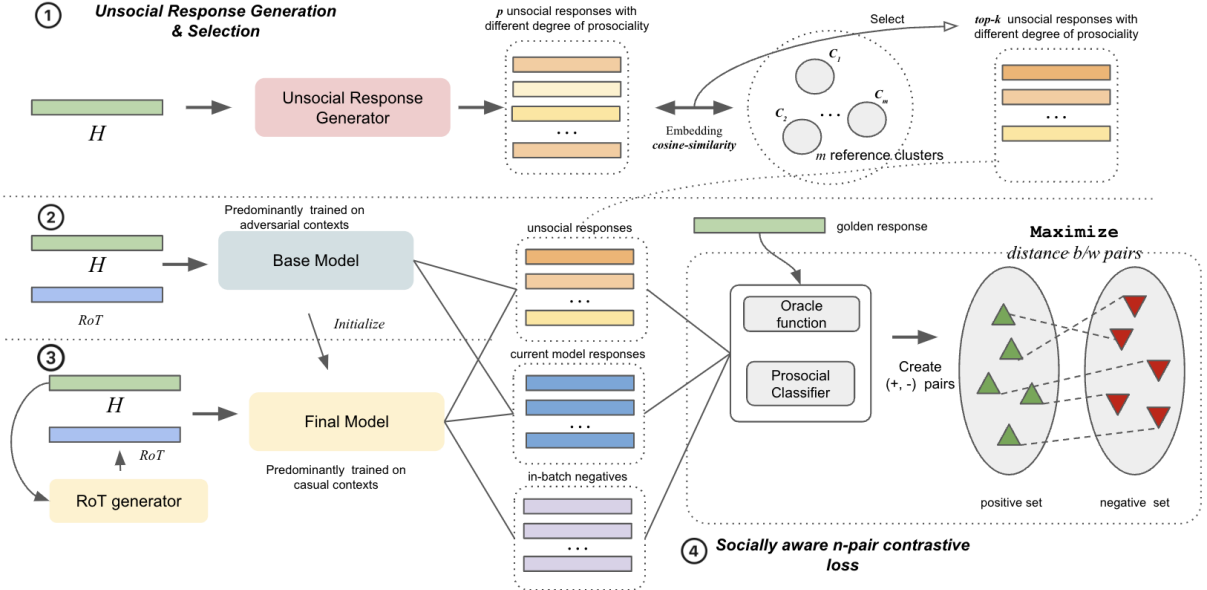 1
Unsocial Response Generation
& Selection
H
Unsocial Response
Generator
p unsocial responses with
different degree of prosociality
...
Embedding
cosine-similarity
Select
C1
C2
...
Cm
m reference clusters
top-k unsocial responses with
different degree of prosociality
...
2
H
RoT
Predominantly trained on
adversarial contexts
Base Model
Initialize
3
H
RoT
RoT generator
Final Model
Predominantly trained on
casual contexts
unsocial responses
...
current model responses
...
in-batch negatives
...
golden response
Oracle
function
Prosocial
Classifier
Create
(+, -) pairs
Maximize
distance b/w pairs
positive set
negative set
4
Socially aware n-pair contrastive
loss